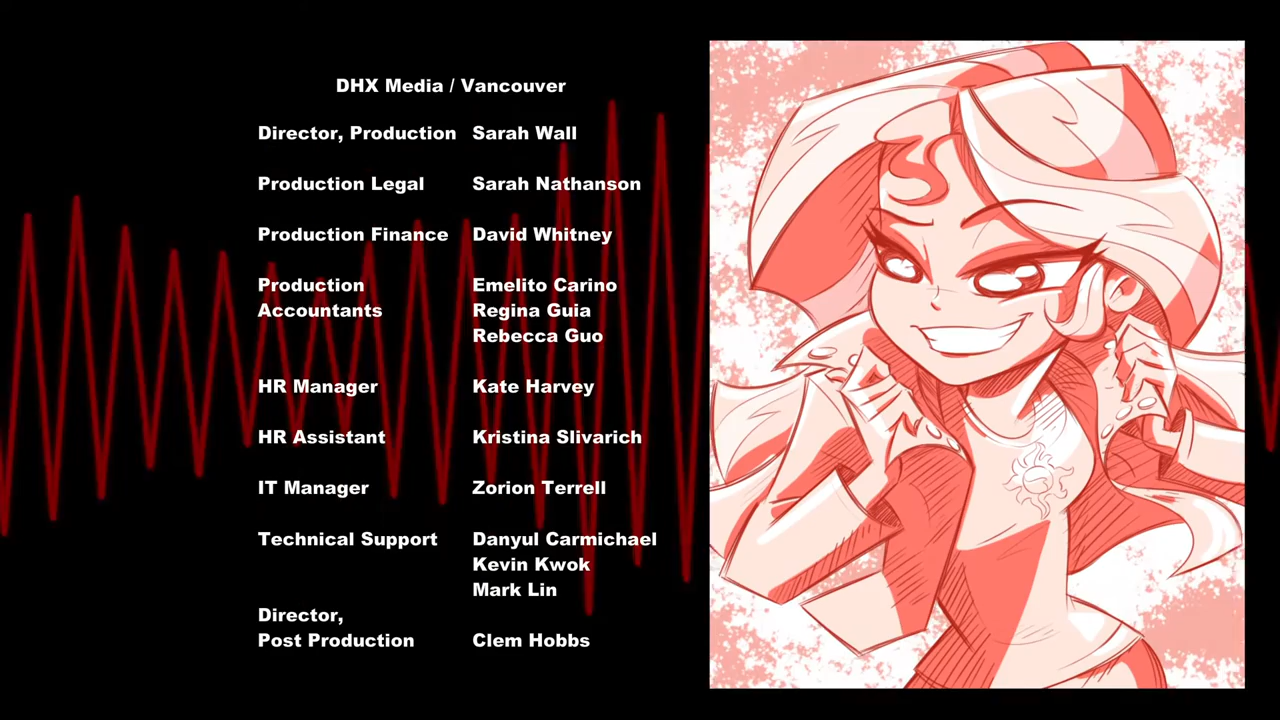 DHX Media / Vancouver
Director, Production Sarah Wall
Production Legal Sarah Nathanson
Production Finance David Whitney
Production Emelito Carino
Accountants Regina Guia
Rebecca Guo
HR Manager Kate Harvey
HR Assistant Kristina Slivarich
IT Manager Zorion Terrell
Technical Support Danyul Carmichael
Kevin Kwok
Mark Lin
Director,
Post Production Clem Hobbs